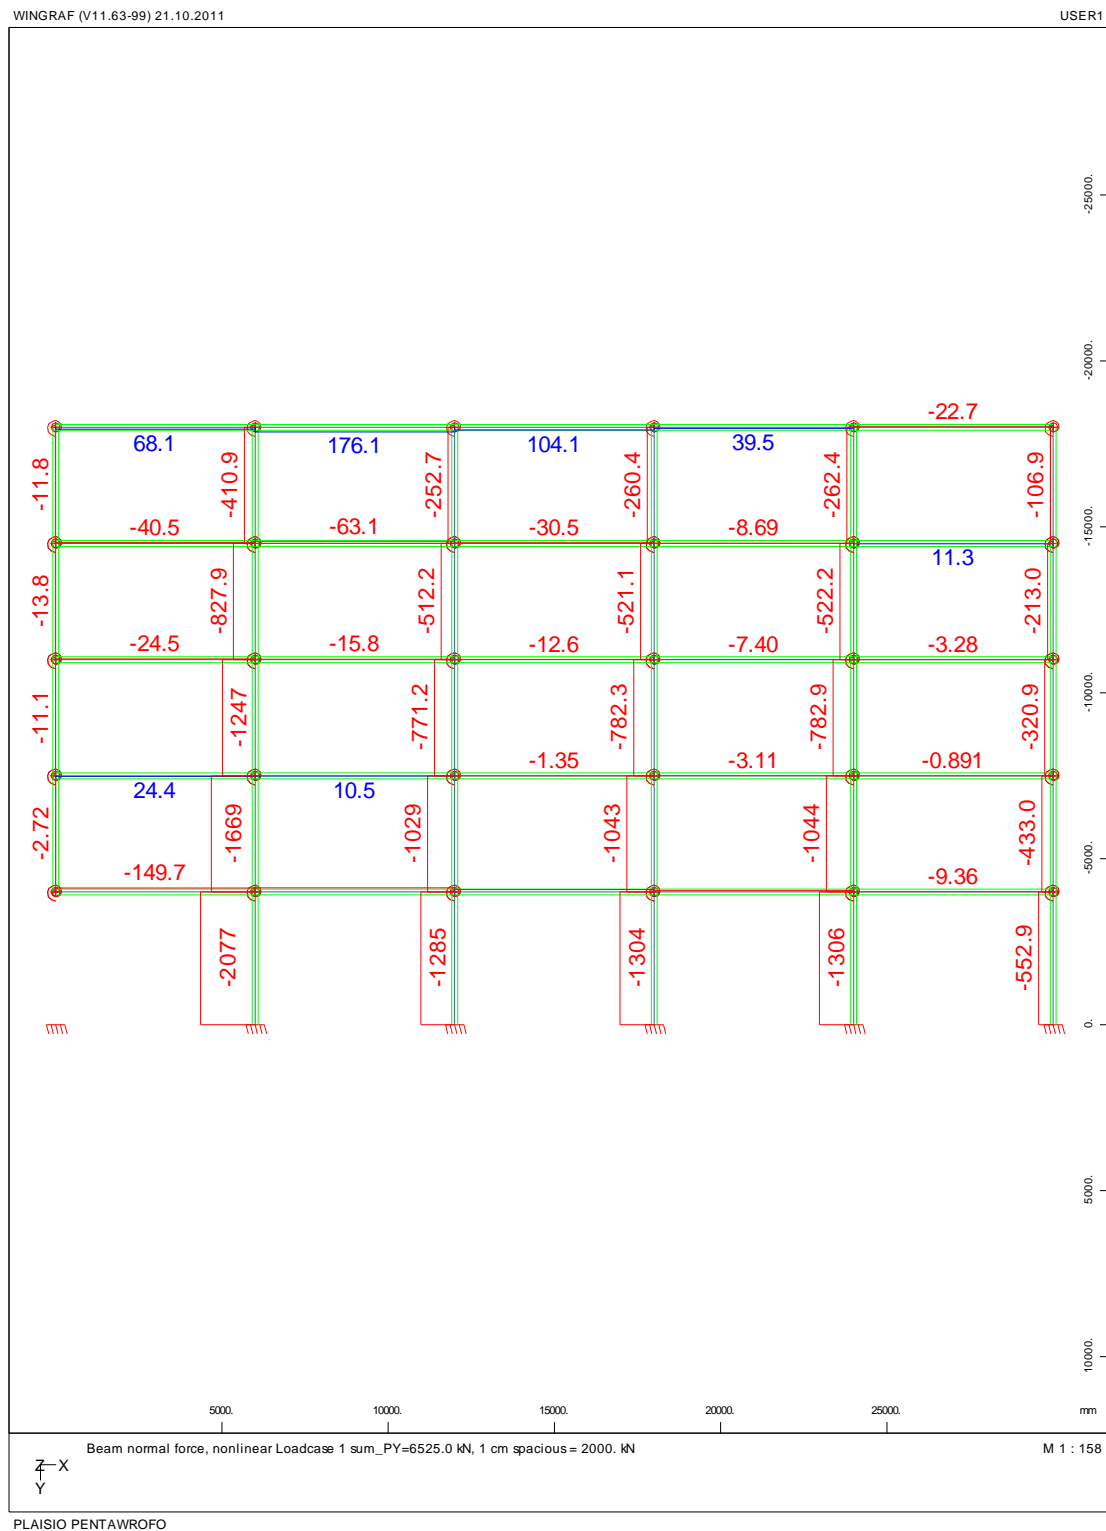 WINGRAF (V11.63-99) 21.10.2011 USER1
-25000.
-20000.
-22.7
68.1 176.1 104.1 39.5
-11.8 -410.9 -252.7 -260.4 -262.4 -106.9
-15000.
-40.5 -63.1 -30.5 -8.69
11.3
-13.8 -827.9 -512.2 -521.1 -522.2 -213.0
-24.5 -15.8 -12.6 -7.40 -3.28
-10000.
-11.1 -1247 -771.2 -782.3 -782.9 -320.9
-1.35 -3.11 -0.891
24.4 10.5
-2.72 -1669 -1029 -1043 -1044 -433.0
-5000.
-149.7 -9.36
-2077 -1285 -1304 -1306 -552.9
0.
5000.
10000.
5000. 10000. 15000. 20000. 25000. mm
Beam normal force, nonlinear Loadcase 1 sum_PY=6525.0 kN, 1 cm spacious = 2000. kN M 1 : 158
Z X
Y
PLAISIO PENTAWROFO